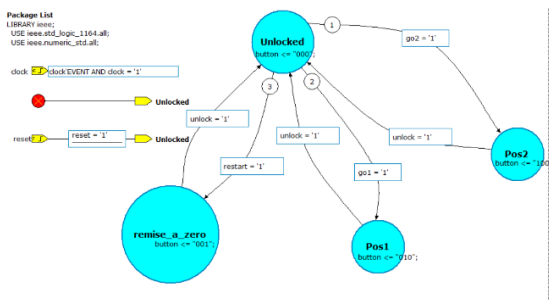 Package List
LIBRARY ieee;
USE ieee.std_logic_1164.all;
USE ieee.numeric_std.all;
clock
clock'EVENT AND clock = '1'
Unlocked
reset
reset = '1'
Unlocked
Unlocked
button <= "000";
1
2
3
go2 = '1'
unlock = '1'
unlock = '1'
unlock = '1'
restart = '1'
go1 = '1'
Pos2
button <= "100
remise_a_zero
button <= "001";
Pos1
button <= "010";